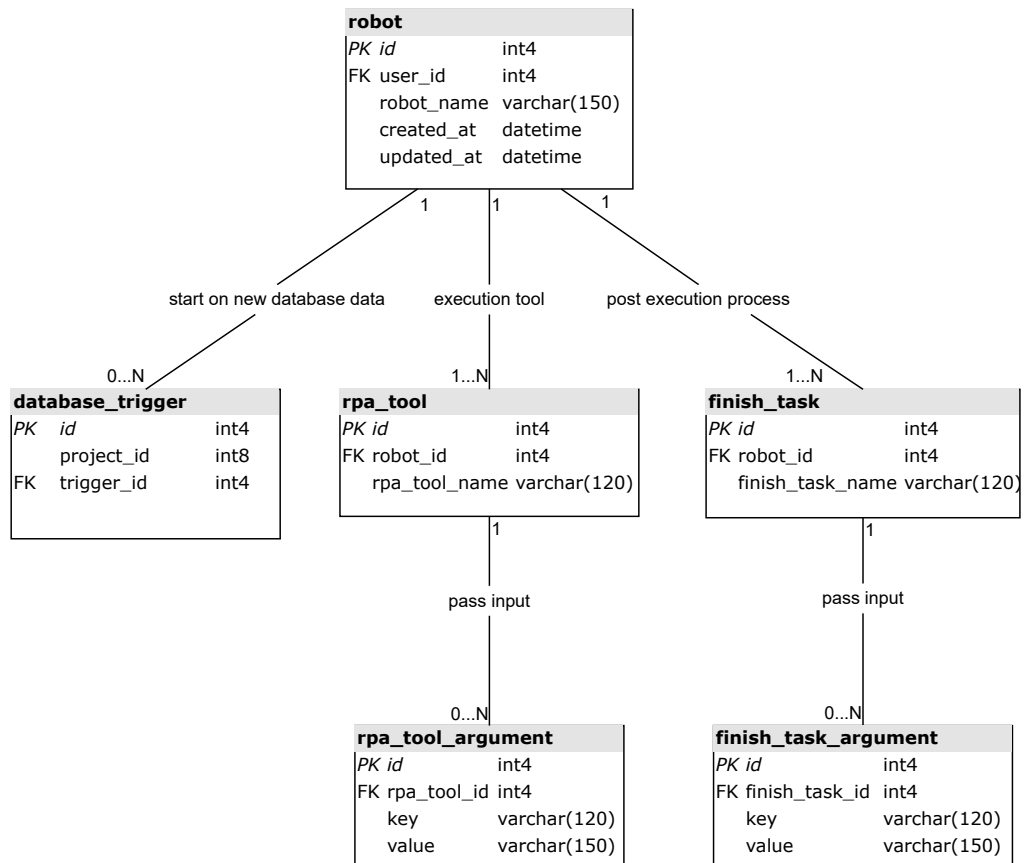 robot
PK id int4
FK user_id int4
robot_name varchar(150)
created_at datetime
updated_at datetime
1 1 1
start on new database data execution tool post execution process
0...N 1...N 1...N
database_trigger
PK id int4
project_id int8
FK trigger_id int4
rpa_tool
PK id int4
FK robot_id int4
rpa_tool_name varchar(120)
finish_task
PK id int4
FK robot_id int4
finish_task_name varchar(120)
1 1
pass input pass input
0...N 0...N
rpa_tool_argument
PK id int4
FK rpa_tool_id int4
key varchar(120)
value varchar(150)
finish_task_argument
PK id int4
FK finish_task_id int4
key varchar(120)
value varchar(150)